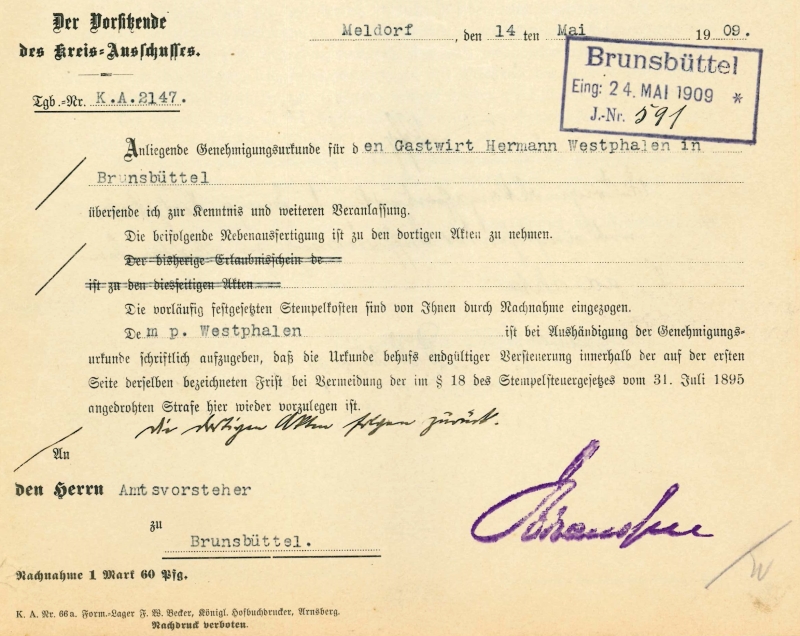 Der Vorsitzende
des Kreis-Ausschusses.
Meldorf, den 14 ten Mai 1909.
Tgb.-Nr. K.A.2147.
Brunsbüttel
Eing: 24. MAI 1909 *
J.-Nr. 591
Anliegende Genehmigungsurkunde für den Gastwirt Hermann Westphalen in
Brunsbüttel
übersende ich zur Kenntnis und weiteren Veranlassung.
Die beifolgende Nebenausfertigung ist zu den dortigen Akten zu nehmen.
Der bisherige Erlaubnisschein de
ist zu den diesseitigen Akten
Die vorläufig festgesetzten Stempelkosten sind von Ihnen durch Nachnahme eingezogen.
Dem p. Westphalen ist bei Aushändigung der Genehmigungs-
urkunde schriftlich aufzugeben, daß die Urkunde behufs endgültiger Versteuerung innerhalb der auf der ersten
Seite derselben bezeichneten Frist bei Vermeidung der im § 18 des Stempelsteuergesetzes vom 31. Juli 1895
angedrohten Strafe hier wieder vorzulegen ist.
Die dortigen Akten folgen zurück.
An
den Herrn Amtsvorsteher
zu
Brunsbüttel.
Nachnahme 1 Mark 60 Pfg.
K. A. Nr. 66a. Form.-Lager F. W. Becker, Königl. Hofbuchdrucker, Arnsberg.
Nachdruck verboten.